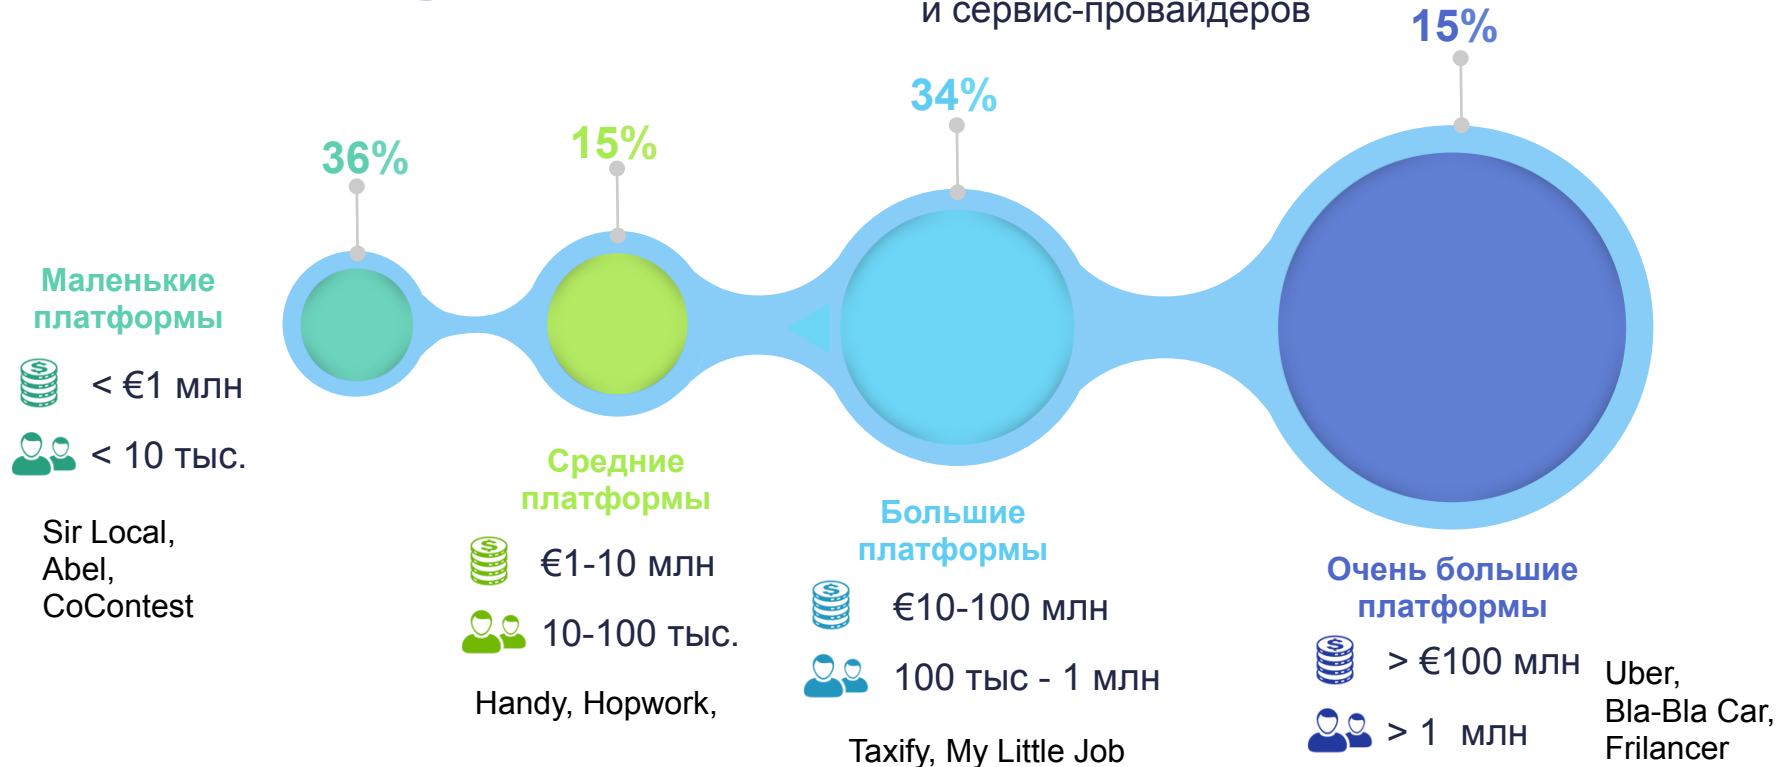 и сервис-провайдеров
36%
15%
34%
15%
Маленькие
платформы
< €1 млн
< 10 тыс.
Sir Local,
Abel,
CoContest
Средние
платформы
€1-10 млн
10-100 тыс.
Handy, Hopwork,
Большие
платформы
€10-100 млн
100 тыс - 1 млн
Taxify, My Little Job
Очень большие
платформы
> €100 млн
> 1 млн
Uber,
Bla-Bla Car,
Frilancer